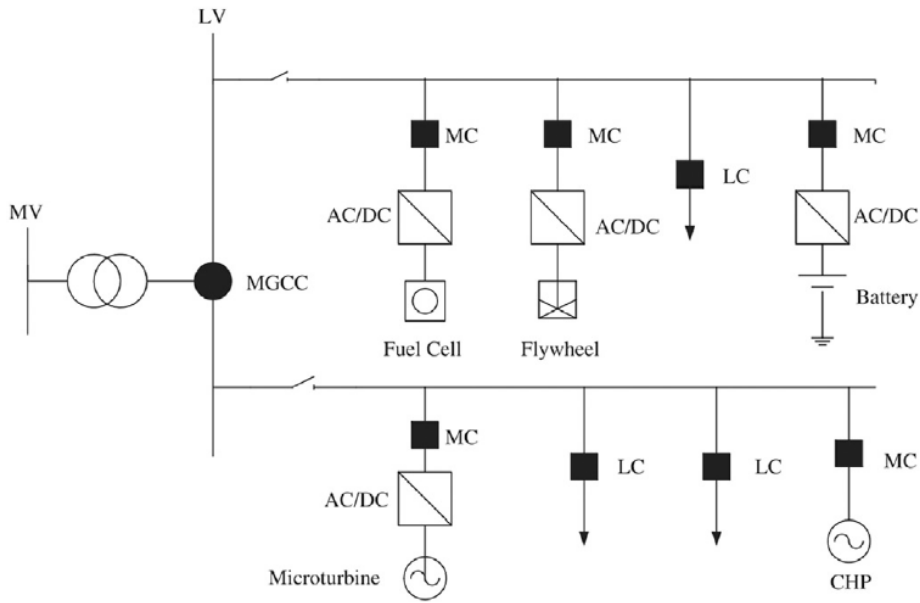 LV
MC
MC
MC
LC
MV
AC/DC
AC/DC
AC/DC
MGCC
Battery
Fuel Cell
Flywheel
MC
LC
LC
MC
AC/DC
Microturbine
CHP